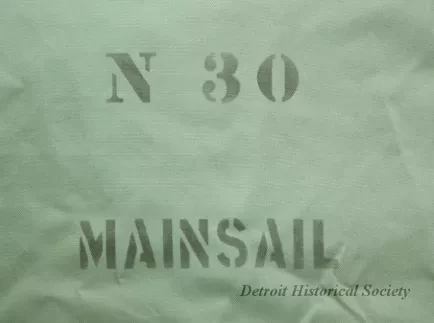 N 30
MAINSAIL
Detroit Historical Society